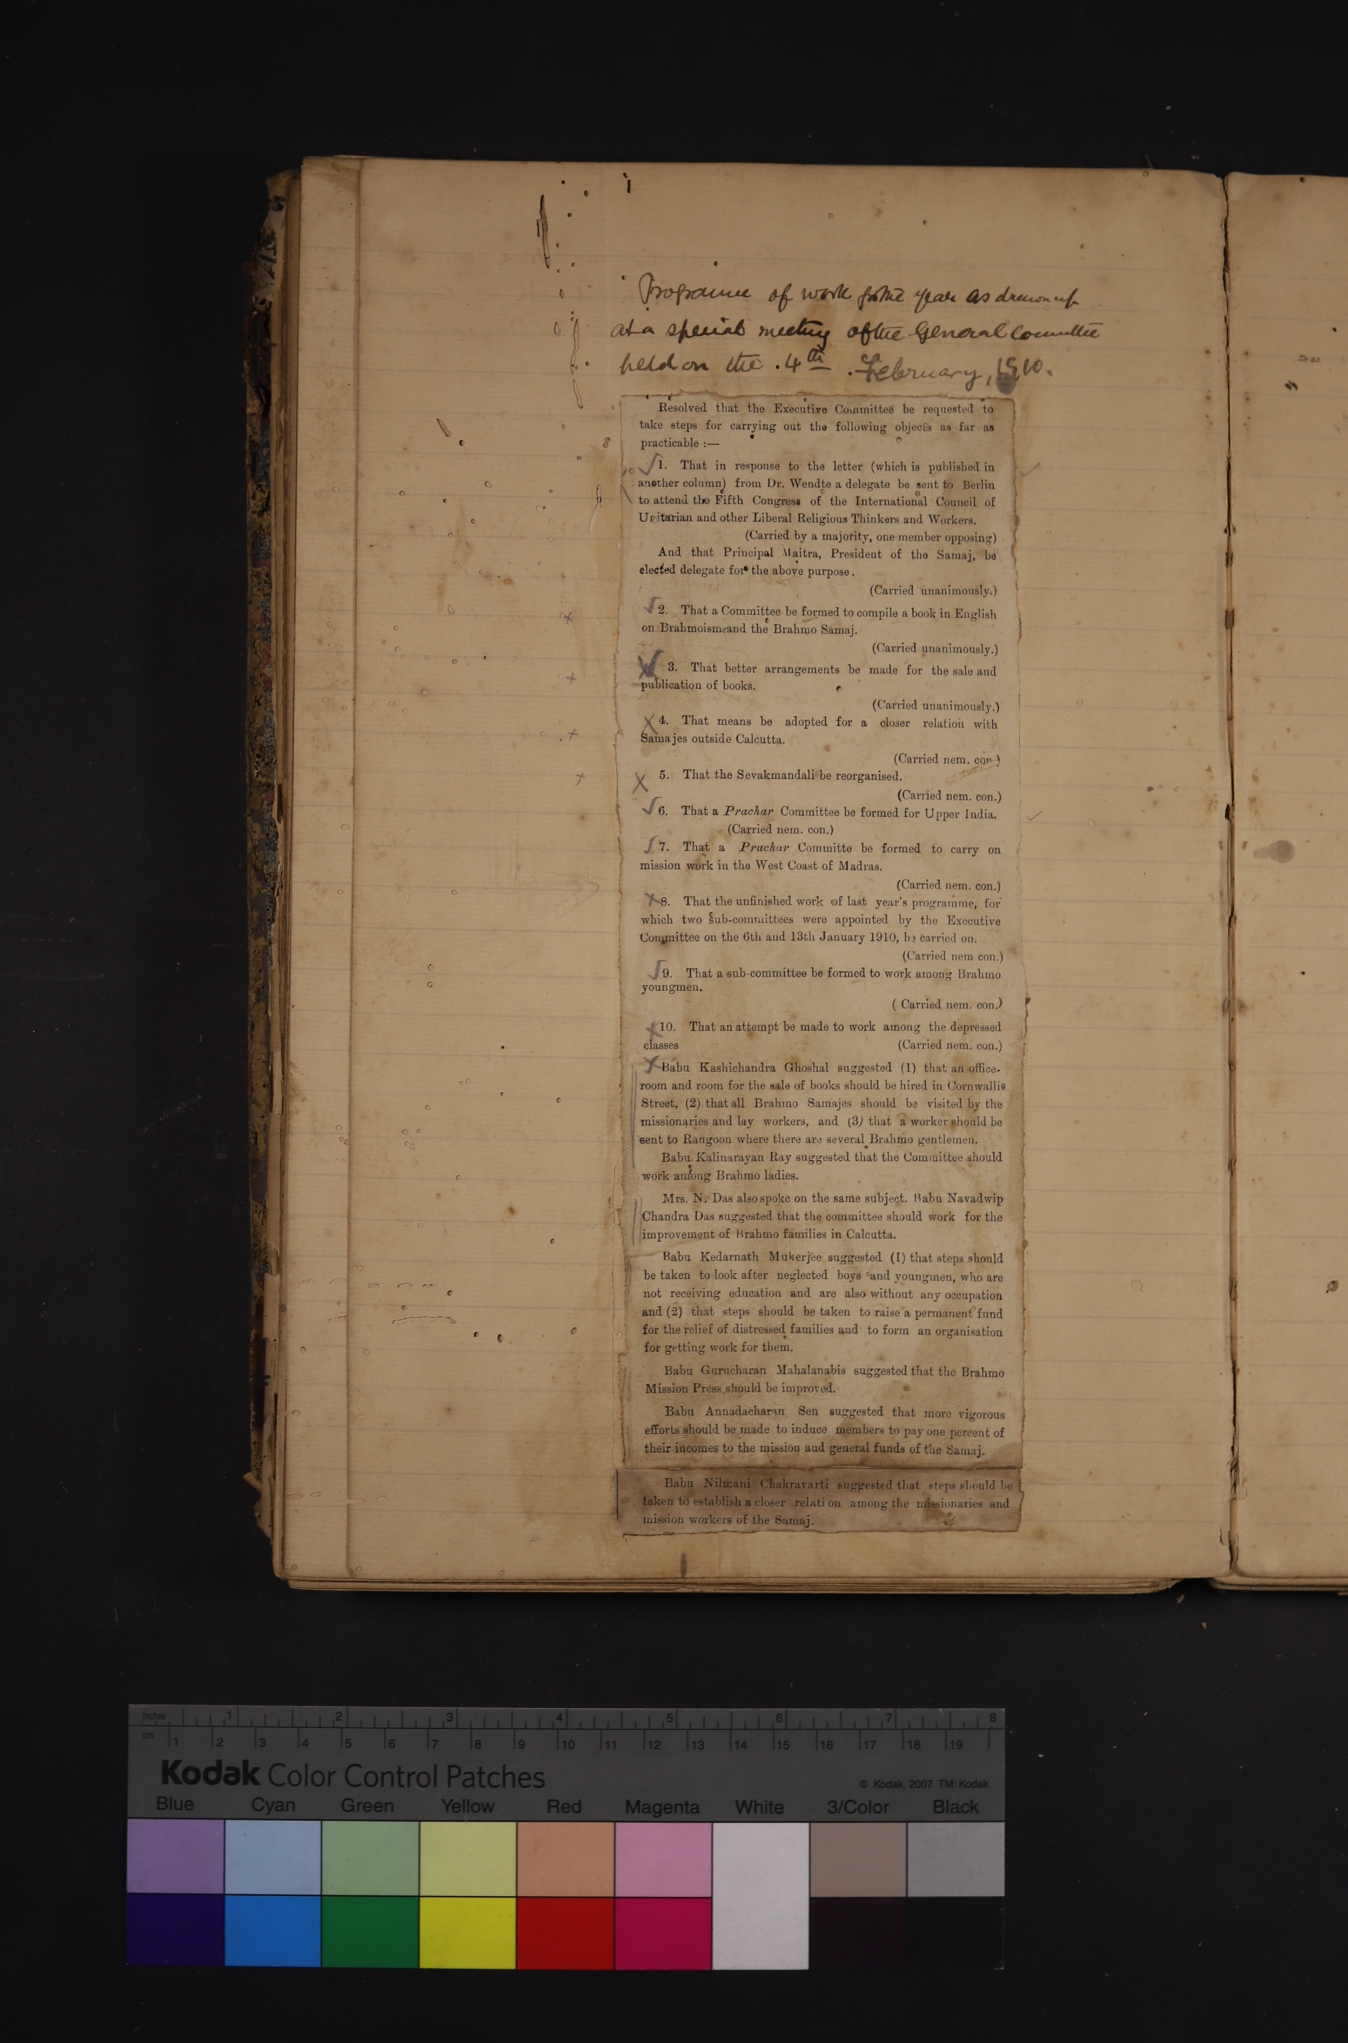 Programme of work for the year as drawn up
at a special meeting of the General Committee
held on the 4th February, 1910.
Resolved that the Executive Committee be requested to
take steps for carrying out the following objects as far as
practicable :—
1. That in response to the letter (which is published in
another column) from Dr. Wendte a delegate be sent to Berlin
to attend the Fifth Congress of the International Council of
Unitarian and other Liberal Religious Thinkers and Workers.
(Carried by a majority, one member opposing)
And that Principal Maitra, President of the Samaj, be
elected delegate for the above purpose.
(Carried unanimously.)
2. That a Committee be formed to compile a book in English
on Brahmoism and the Brahmo Samaj.
(Carried unanimously.)
3. That better arrangements be made for the sale and
publication of books.
(Carried unanimously.)
4. That means be adopted for a closer relation with
Samajes outside Calcutta.
(Carried nem. con.)
5. That the Sevakmandali be reorganised.
(Carried nem. con.)
6. That a Prachar Committee be formed for Upper India.
(Carried nem. con.)
7. That a Prachar Committe be formed to carry on
mission work in the West Coast of Madras.
(Carried nem. con.)
8. That the unfinished work of last year's programme, for
which two sub-committees were appointed by the Executive
Committee on the 6th and 13th January 1910, be carried on.
(Carried nem con.)
9. That a sub-committee be formed to work among Brahmo
youngmen.
( Carried nem. con.)
10. That an attempt be made to work among the depressed
classes (Carried nem. con.)
Babu Kashichandra Ghoshal suggested (1) that an office-
room and room for the sale of books should be hired in Cornwallis
Street, (2) that all Brahmo Samajes should be visited by the
missionaries and lay workers, and (3) that a worker should be
sent to Rangoon where there are several Brahmo gentlemen.
Babu Kalinarayan Ray suggested that the Committee should
work among Brahmo ladies.
Mrs. N. Das also spoke on the same subject. Babu Navadwip
Chandra Das suggested that the committee should work for the
improvement of Brahmo families in Calcutta.
Babu Kedarnath Mukerjee suggested (1) that steps should
be taken to look after neglected boys and youngmen, who are
not receiving education and are also without any occupation
and (2) that steps should be taken to raise a permanent fund
for the relief of distressed families and to form an organisation
for getting work for them.
Babu Gurucharan Mahalanabis suggested that the Brahmo
Mission Press should be improved.
Babu Annadacharan Sen suggested that more vigorous
efforts should be made to induce members to pay one percent of
their incomes to the mission and general funds of the Samaj.
Babu Nilmani Chakravarti suggested that steps should be
taken to establish a closer relation among the missionaries and
mission workers of the Samaj.
inches 1 2 3 4 5 6 7 8
cm 1 2 3 4 5 6 7 8 9 10 11 12 13 14 15 16 17 18 19
Kodak Color Control Patches © Kodak, 2007 TM: Kodak
Blue Cyan Green Yellow Red Magenta White 3/Color Black